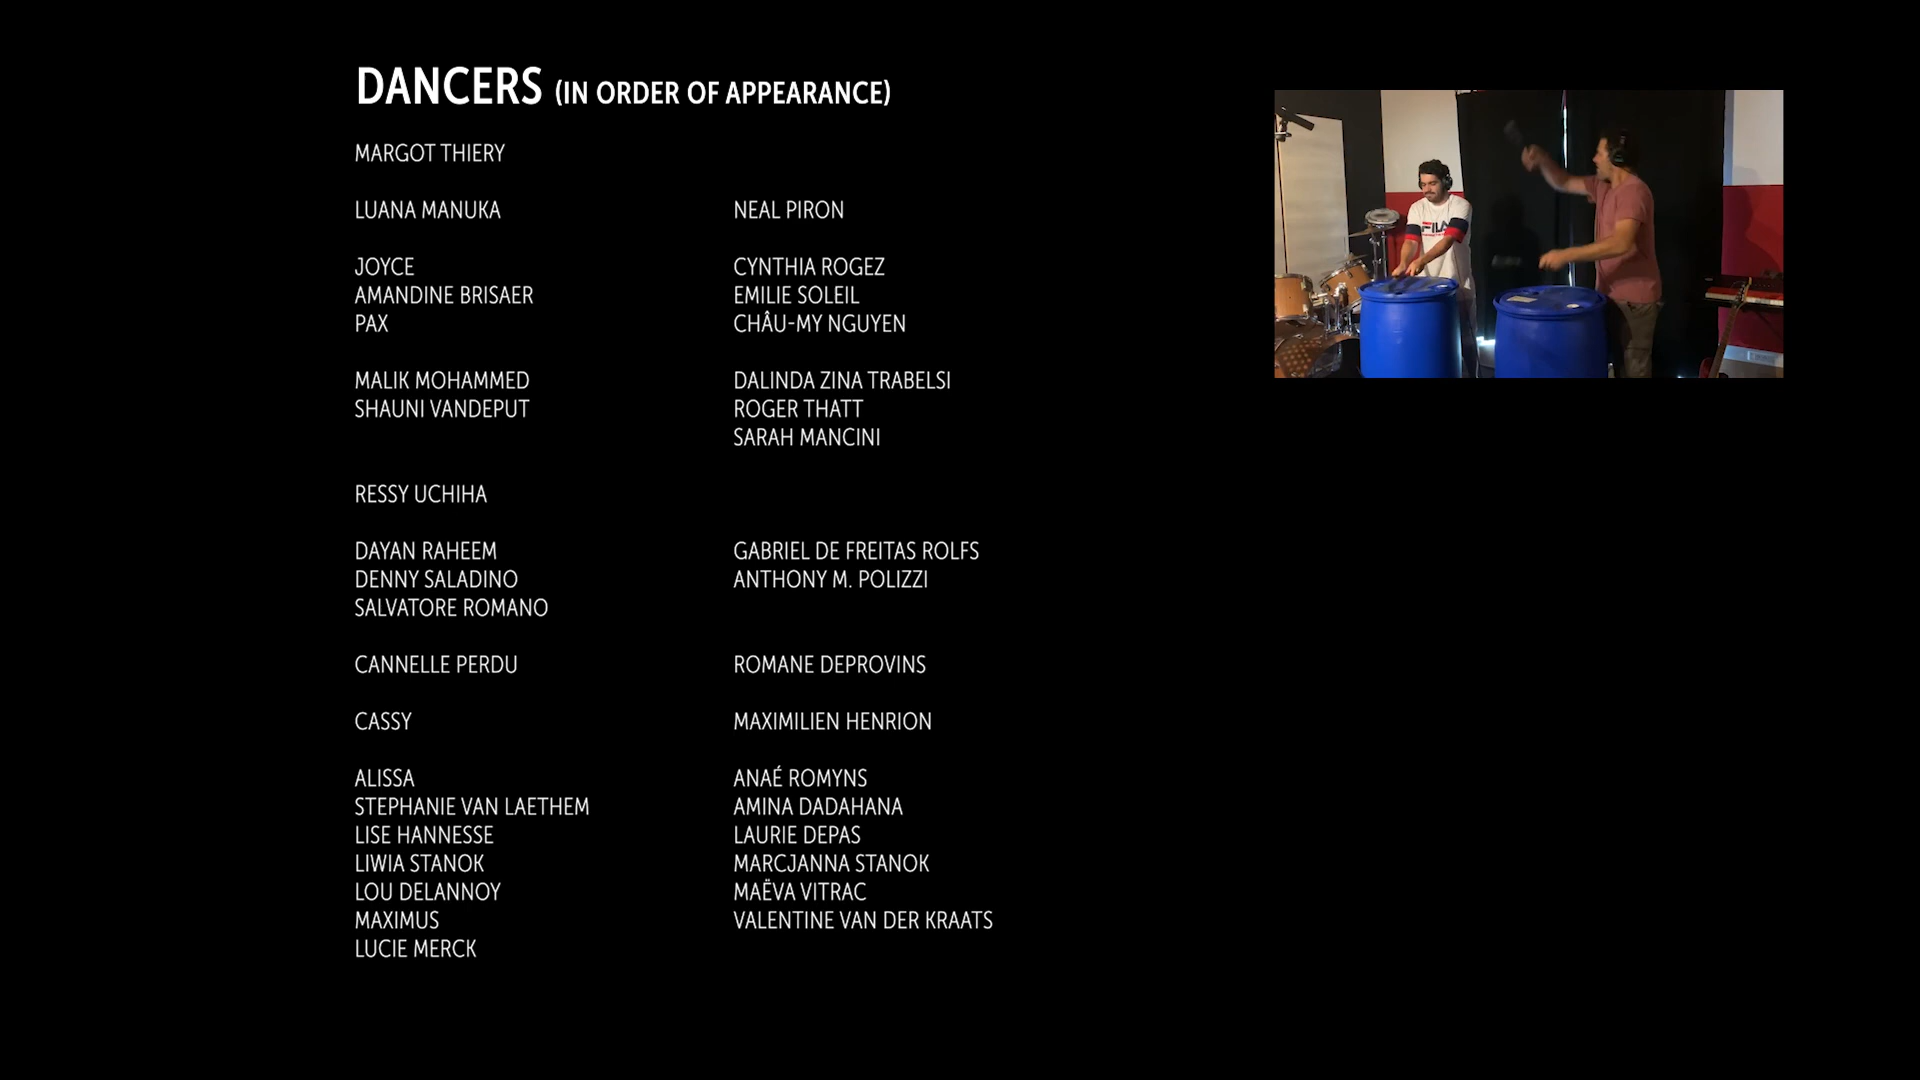 DANCERS (IN ORDER OF APPEARANCE)
MARGOT THIERY
LUANA MANUKA
NEAL PIRON
JOYCE
CYNTHIA ROGEZ
AMANDINE BRISAER
EMILIE SOLEIL
PAX
CHÂU-MY NGUYEN
MALIK MOHAMMED
DALINDA ZINA TRABELSI
SHAUNI VANDEPUT
ROGER THATT
SARAH MANCINI
RESSY UCHIHA
DAYAN RAHEEM
GABRIEL DE FREITAS ROLFS
DENNY SALADINO
ANTHONY M. POLIZZI
SALVATORE ROMANO
CANNELLE PERDU
ROMANE DEPROVINS
CASSY
MAXIMILIEN HENRION
ALISSA
ANAÉ ROMYNS
STEPHANIE VAN LAETHEM
AMINA DADAHANA
LISE HANNESSE
LAURIE DEPAS
LIWIA STANOK
MARCJANNA STANOK
LOU DELANNOY
MAËVA VITRAC
MAXIMUS
VALENTINE VAN DER KRAATS
LUCIE MERCK
FILA